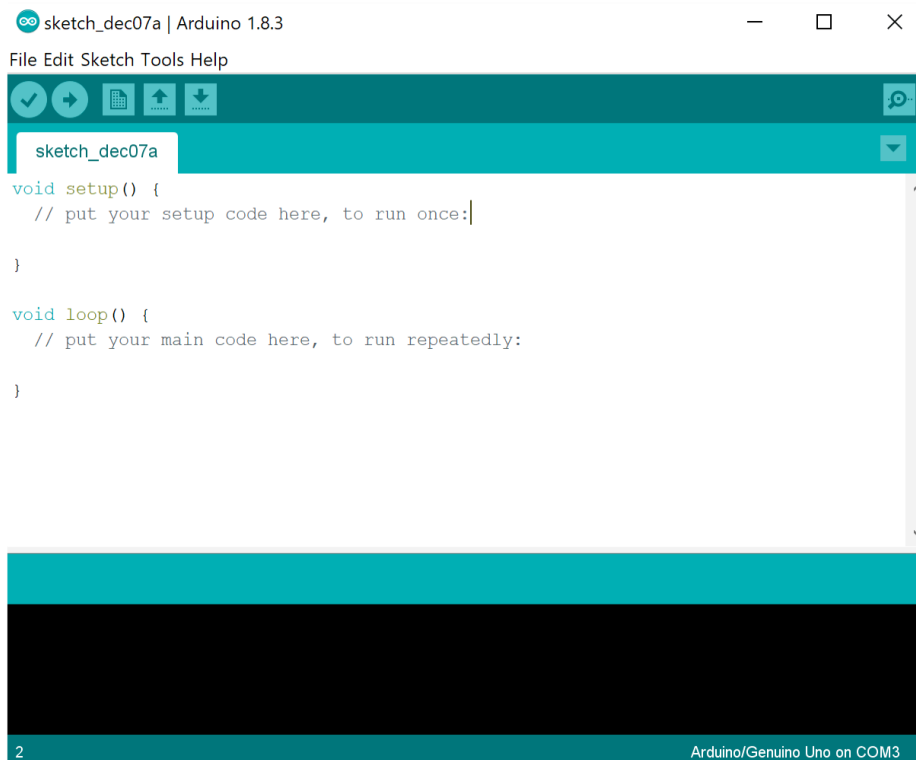 sketch_dec07a | Arduino 1.8.3
File Edit Sketch Tools Help
sketch_dec07a
void setup() {
  // put your setup code here, to run once:
}
void loop() {
  // put your main code here, to run repeatedly:
}
2
Arduino/Genuino Uno on COM3